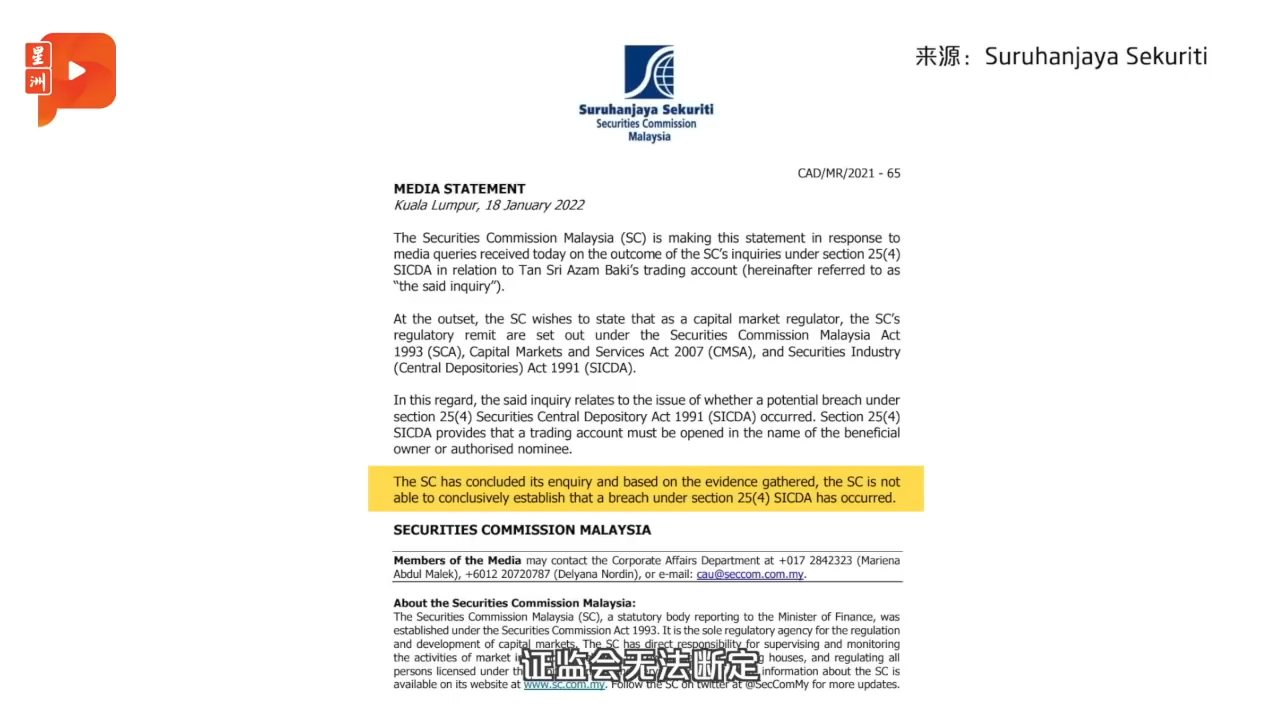 星洲
来源：Suruhanjaya Sekuriti
Suruhanjaya Sekuriti
Securities Commission
Malaysia
CAD/MR/2021 - 65
MEDIA STATEMENT
Kuala Lumpur, 18 January 2022
The Securities Commission Malaysia (SC) is making this statement in response to
media queries received today on the outcome of the SC's inquiries under section 25(4)
SICDA in relation to Tan Sri Azam Baki's trading account (hereinafter referred to as
“the said inquiry”).
At the outset, the SC wishes to state that as a capital market regulator, the SC's
regulatory remit are set out under the Securities Commission Malaysia Act
1993 (SCA), Capital Markets and Services Act 2007 (CMSA), and Securities Industry
(Central Depositories) Act 1991 (SICDA).
In this regard, the said inquiry relates to the issue of whether a potential breach under
section 25(4) Securities Central Depository Act 1991 (SICDA) occurred. Section 25(4)
SICDA provides that a trading account must be opened in the name of the beneficial
owner or authorised nominee.
The SC has concluded its enquiry and based on the evidence gathered, the SC is not
able to conclusively establish that a breach under section 25(4) SICDA has occurred.
SECURITIES COMMISSION MALAYSIA
Members of the Media may contact the Corporate Affairs Department at +017 2842323 (Mariena
Abdul Malek), +6012 20720787 (Delyana Nordin), or e-mail: cau@seccom.com.my.
About the Securities Commission Malaysia:
The Securities Commission Malaysia (SC), a statutory body reporting to the Minister of Finance, was
established under the Securities Commission Act 1993. It is the sole regulatory agency for the regulation
and development of capital markets. The SC has direct responsibility for supervising and monitoring
the activities of market houses, and regulating all
persons licensed under the information about the SC is
available on its website at www.sc.com.my. Follow the SC on twitter at @SecComMy for more updates.
证监会无法断定